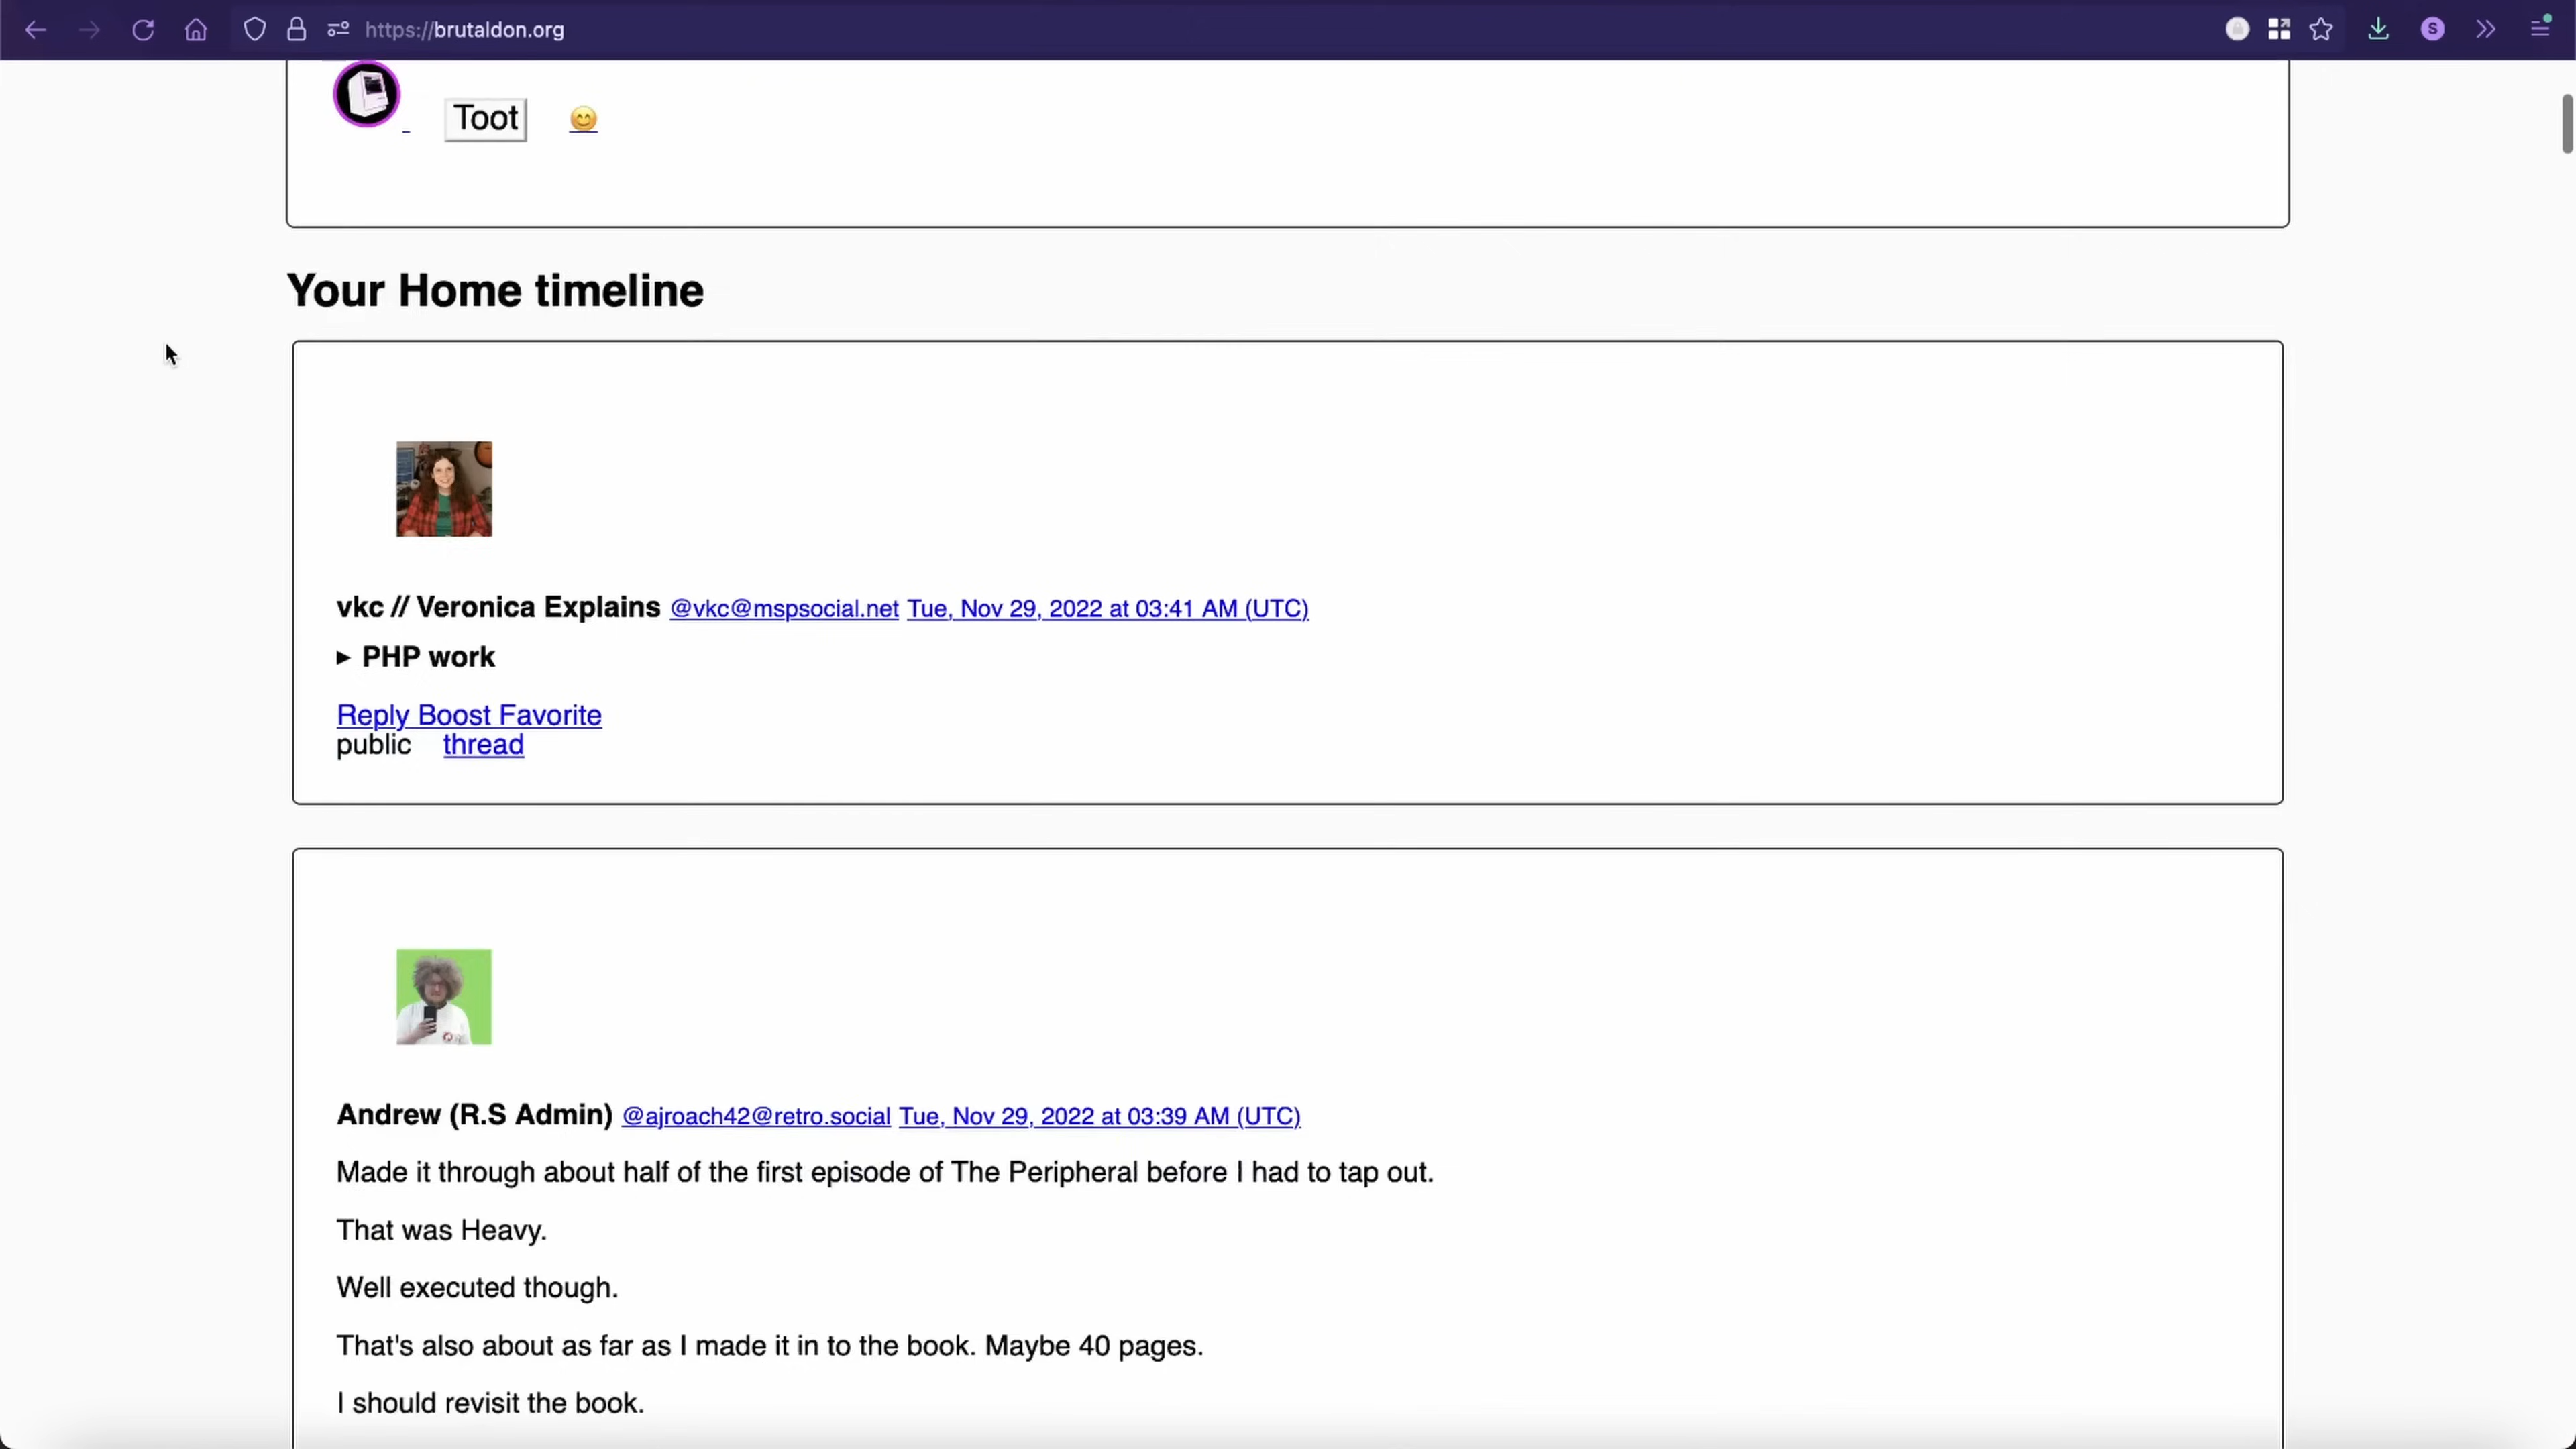 https://brutaldon.org
S
Toot 😊
Your Home timeline
vkc // Veronica Explains @vkc@mspsocial.net Tue, Nov 29, 2022 at 03:41 AM (UTC)
▸ PHP work
Reply Boost Favorite
public thread
Andrew (R.S Admin) @ajroach42@retro.social Tue, Nov 29, 2022 at 03:39 AM (UTC)
Made it through about half of the first episode of The Peripheral before I had to tap out.
That was Heavy.
Well executed though.
That's also about as far as I made it in to the book. Maybe 40 pages.
I should revisit the book.